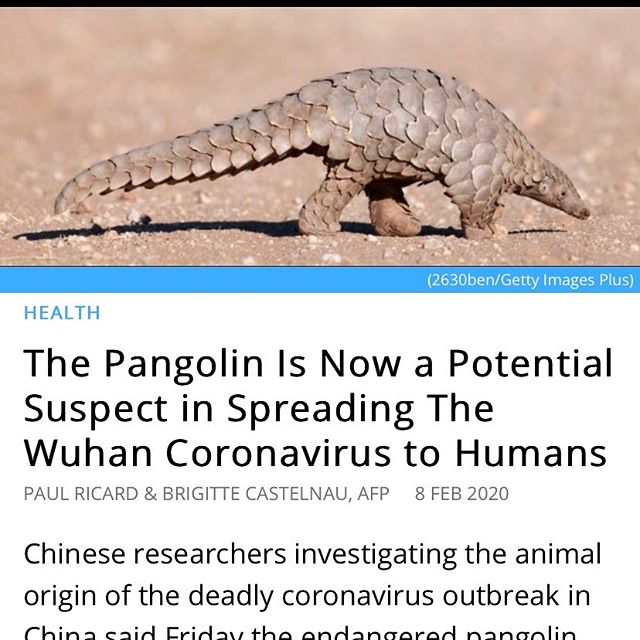 (2630ben/Getty Images Plus)
HEALTH
The Pangolin Is Now a Potential
Suspect in Spreading The
Wuhan Coronavirus to Humans
PAUL RICARD & BRIGITTE CASTELNAU, AFP 8 FEB 2020
Chinese researchers investigating the animal
origin of the deadly coronavirus outbreak in
China said Friday the endangered pangolin